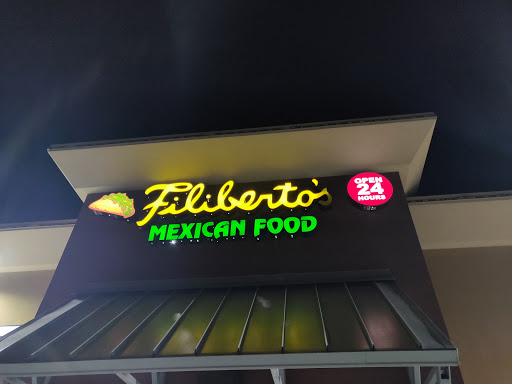 Filiberto's
MEXICAN FOOD
OPEN
24
HOURS